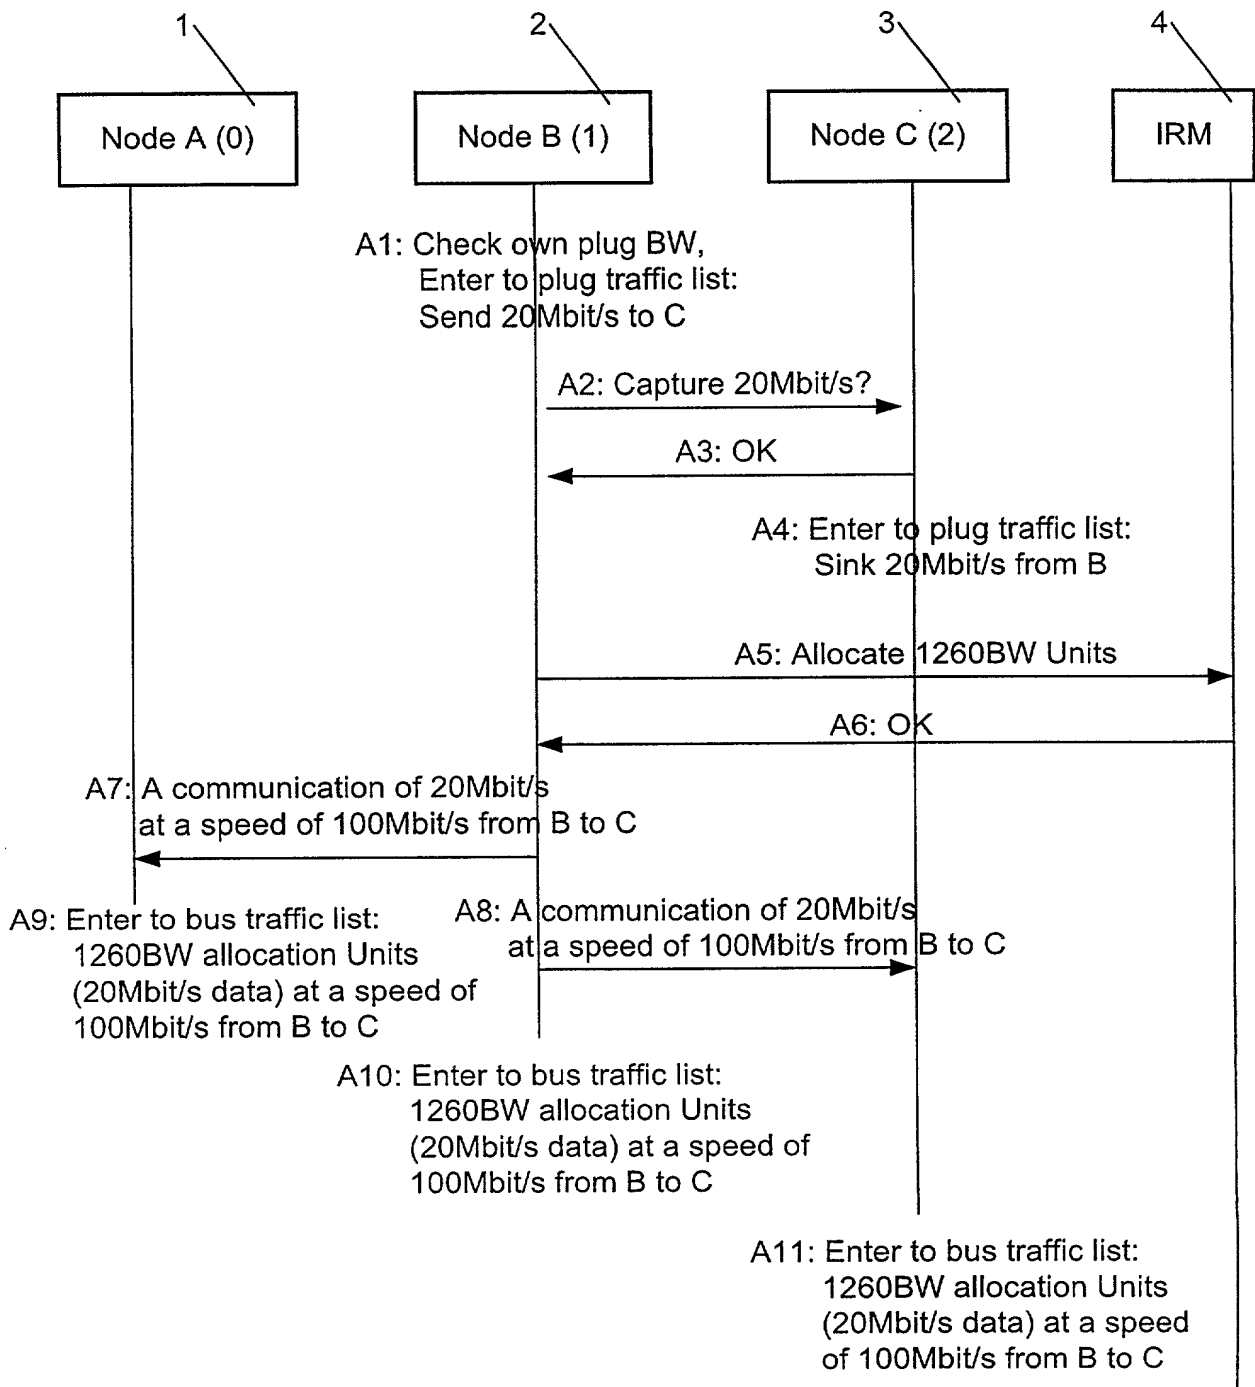 1
2
3
4
Node A (0)
Node B (1)
Node C (2)
IRM
A1: Check own plug BW,
Enter to plug traffic list:
Send 20Mbit/s to C
A2: Capture 20Mbit/s?
A3: OK
A4: Enter to plug traffic list:
Sink 20Mbit/s from B
A5: Allocate 1260BW Units
A6: OK
A7: A communication of 20Mbit/s
at a speed of 100Mbit/s from B to C
A9: Enter to bus traffic list:
1260BW allocation Units
(20Mbit/s data) at a speed of
100Mbit/s from B to C
A8: A communication of 20Mbit/s
at a speed of 100Mbit/s from B to C
A10: Enter to bus traffic list:
1260BW allocation Units
(20Mbit/s data) at a speed of
100Mbit/s from B to C
A11: Enter to bus traffic list:
1260BW allocation Units
(20Mbit/s data) at a speed
of 100Mbit/s from B to C